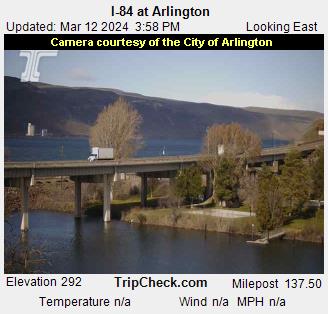 I-84 at Arlington
Updated: Mar 12 2024 3:58 PM Looking East
Camera courtesy of the City of Arlington
Elevation 292 TripCheck.com Milepost 137.50
Temperature n/a Wind n/a MPH n/a